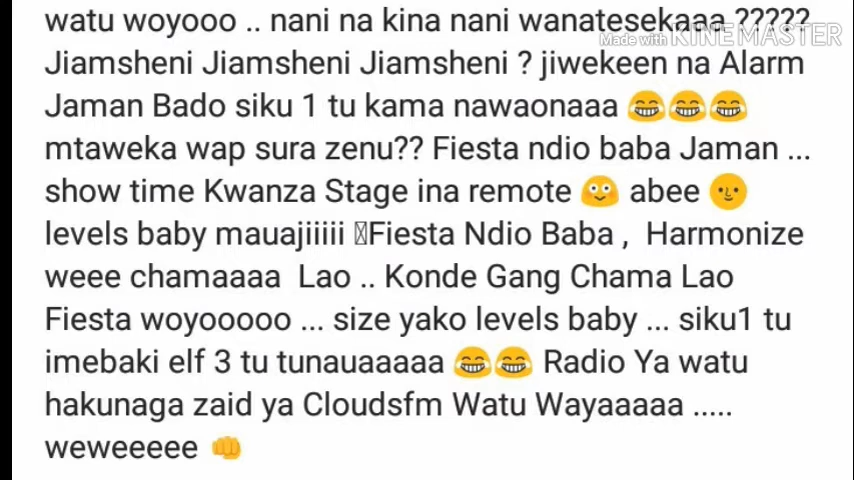 watu woyooo .. nani na kina nani wanatesekaaa ?????
Made with KINEMASTER
Jiamsheni Jiamsheni Jiamsheni ? jiwekeen na Alarm
Jaman Bado siku 1 tu kama nawaonaaa 😂😂😂
mtaweka wap sura zenu?? Fiesta ndio baba Jaman ...
show time Kwanza Stage ina remote 😳 abee 🌞
levels baby mauajiiiiii Fiesta Ndio Baba , Harmonize
weee chamaaaa Lao .. Konde Gang Chama Lao
Fiesta woyooooo ... size yako levels baby ... siku1 tu
imebaki elf 3 tu tunauaaaaa 😂😂 Radio Ya watu
hakunaga zaid ya Cloudsfm Watu Wayaaaaa .....
weweeeee 👊